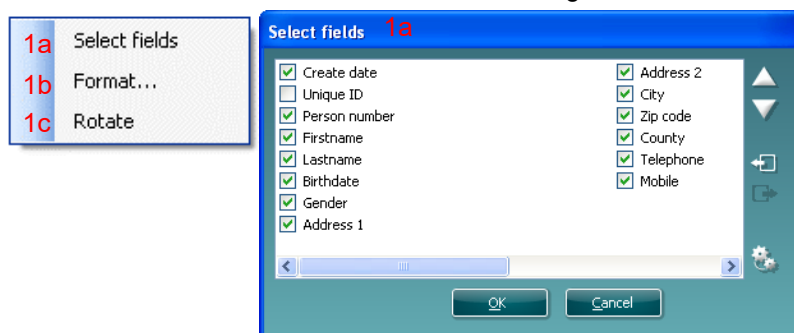 1a Select fields
1b Format...
1c Rotate
Select fields 1a
Create date
Unique ID
Person number
Firstname
Lastname
Birthdate
Gender
Address 1
Address 2
City
Zip code
County
Telephone
Mobile
OK Cancel